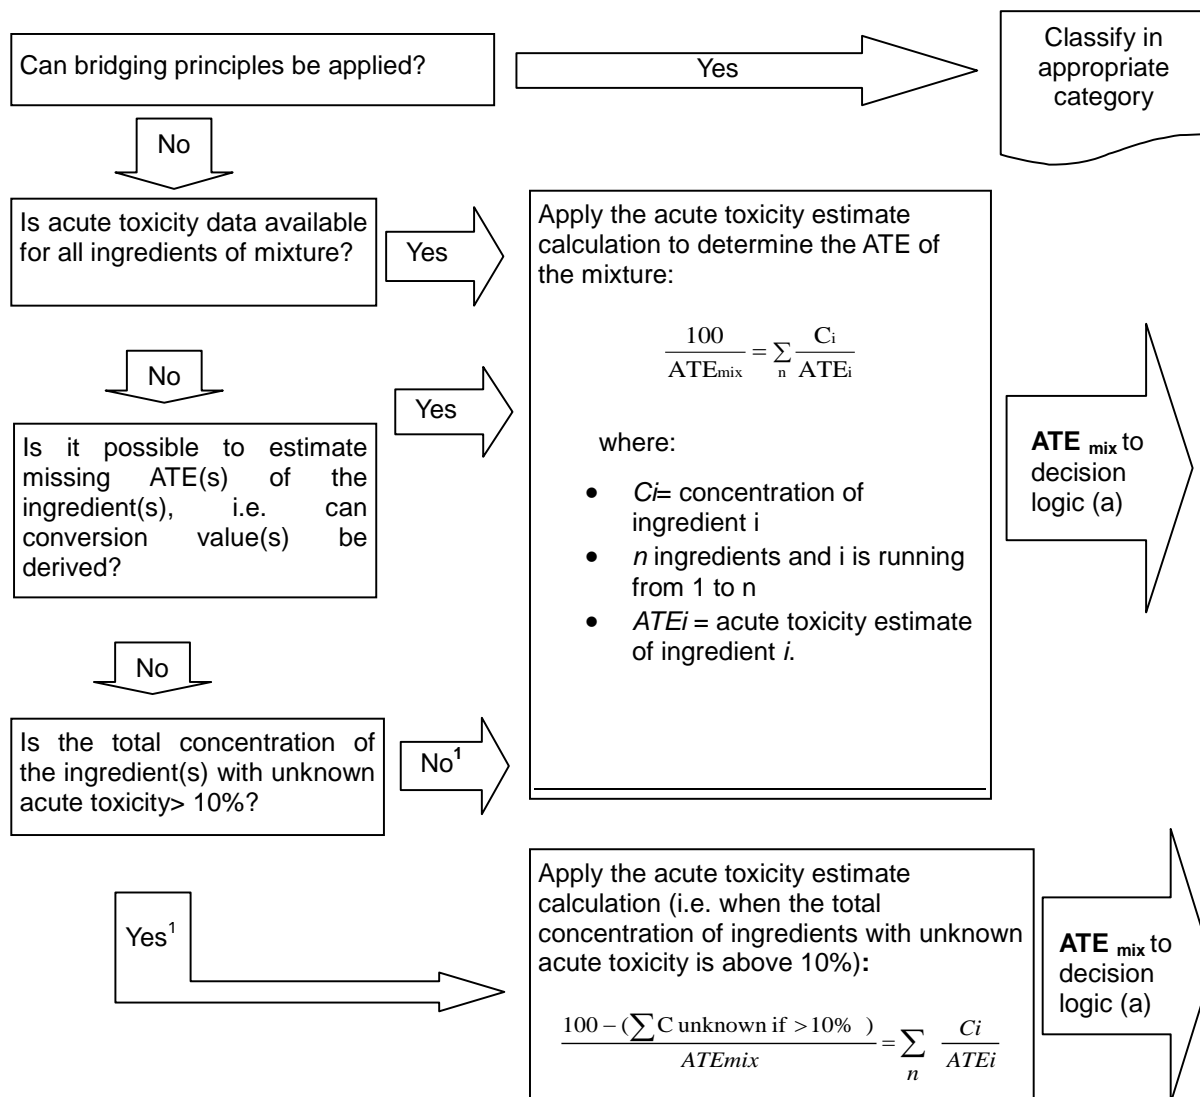 Can bridging principles be applied?
Yes
Classify in
appropriate
category
No
Is acute toxicity data available
for all ingredients of mixture?
Yes
Apply the acute toxicity estimate
calculation to determine the ATE of
the mixture:
100/ATEmix = ∑n Ci/ATEi
where:
• Ci= concentration of
ingredient i
• n ingredients and i is running
from 1 to n
• ATEi = acute toxicity estimate
of ingredient i.
ATE mix to
decision
logic (a)
No
Yes
Is it possible to estimate
missing ATE(s) of the
ingredient(s), i.e. can
conversion value(s) be
derived?
No
Is the total concentration of
the ingredient(s) with unknown
acute toxicity> 10%?
No¹
Yes¹
Apply the acute toxicity estimate
calculation (i.e. when the total
concentration of ingredients with unknown
acute toxicity is above 10%):
100 − (∑C unknown if >10% )/ATEmix = ∑n Ci/ATEi
ATE mix to
decision
logic (a)